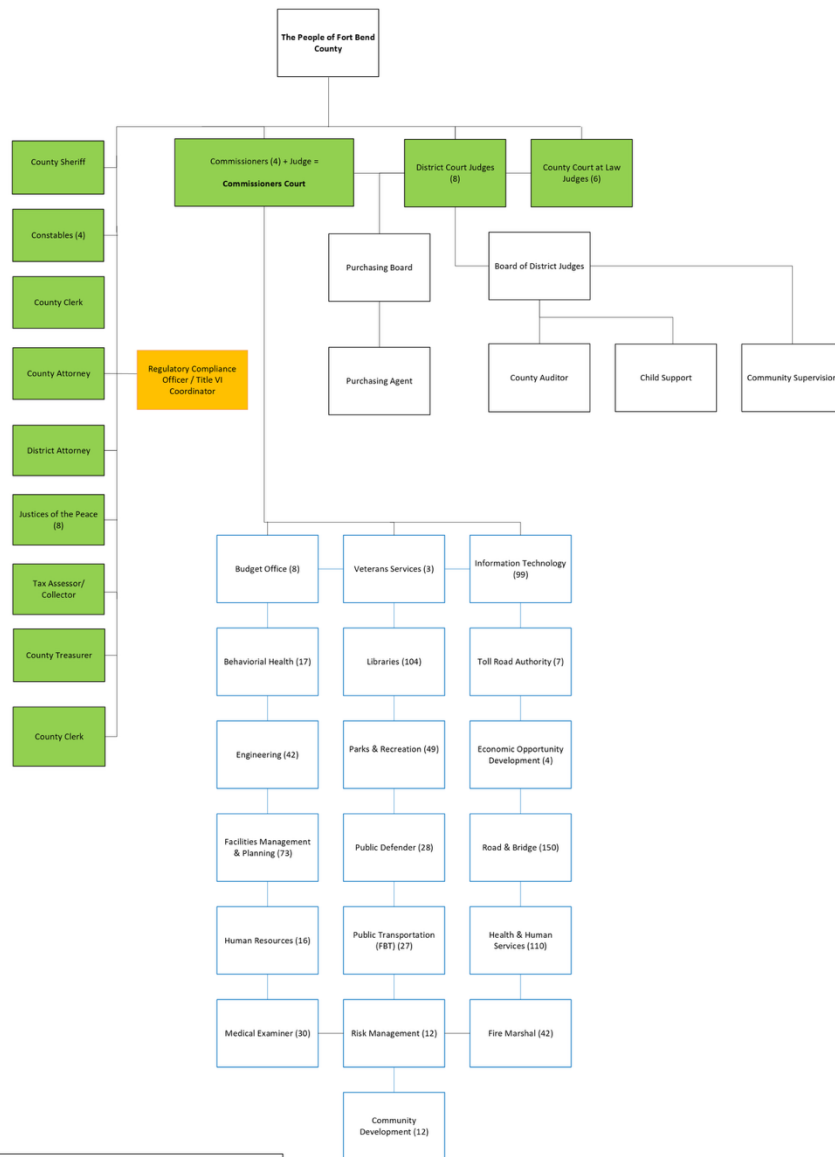 The People of Fort Bend
County
County Sheriff
Commissioners (4) + Judge =
Commissioners Court
District Court Judges
(8)
County Court at Law
Judges (6)
Constables (4)
Purchasing Board
Board of District Judges
County Clerk
County Attorney
Regulatory Compliance
Officer / Title VI
Coordinator
Purchasing Agent
County Auditor
Child Support
Community Supervision
District Attorney
Justices of the Peace
(8)
Tax Assessor/
Collector
County Treasurer
County Clerk
Budget Office (8)
Veterans Services (3)
Information Technology
(99)
Behaviorial Health (17)
Libraries (104)
Toll Road Authority (7)
Engineering (42)
Parks & Recreation (49)
Economic Opportunity
Development (4)
Facilities Management
& Planning (73)
Public Defender (28)
Road & Bridge (150)
Human Resources (16)
Public Transportation
(FBT) (27)
Health & Human
Services (110)
Medical Examiner (30)
Risk Management (12)
Fire Marshal (42)
Community
Development (12)